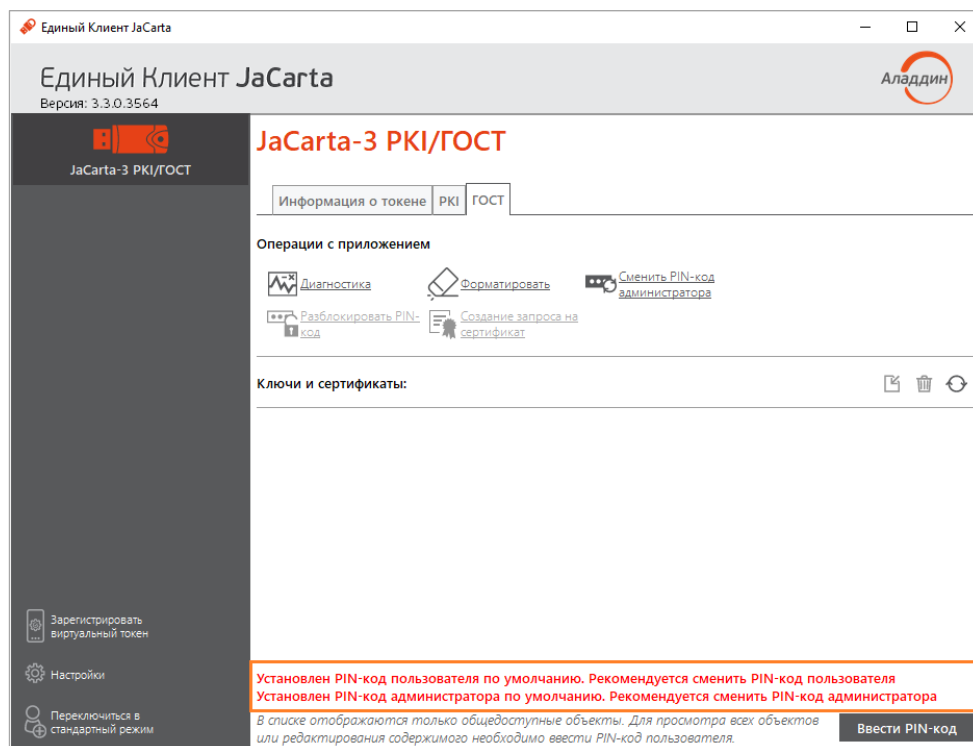 Единый Клиент JaCarta
Единый Клиент JaCarta
Версия: 3.3.0.3564
Аладдин
JaCarta-3 PKI/ГОСТ
JaCarta-3 PKI/ГОСТ
Информация о токене PKI ГОСТ
Операции с приложением
Диагностика
Форматировать
Сменить PIN-код
администратора
Разблокировать PIN-
код
Создание запроса на
сертификат
Ключи и сертификаты:
Зарегистрировать
виртуальный токен
Настройки
Переключиться в
стандартный режим
Установлен PIN-код пользователя по умолчанию. Рекомендуется сменить PIN-код пользователя
Установлен PIN-код администратора по умолчанию. Рекомендуется сменить PIN-код администратора
В списке отображаются только общедоступные объекты. Для просмотра всех объектов
или редактирования содержимого необходимо ввести PIN-код пользователя.
Ввести PIN-код